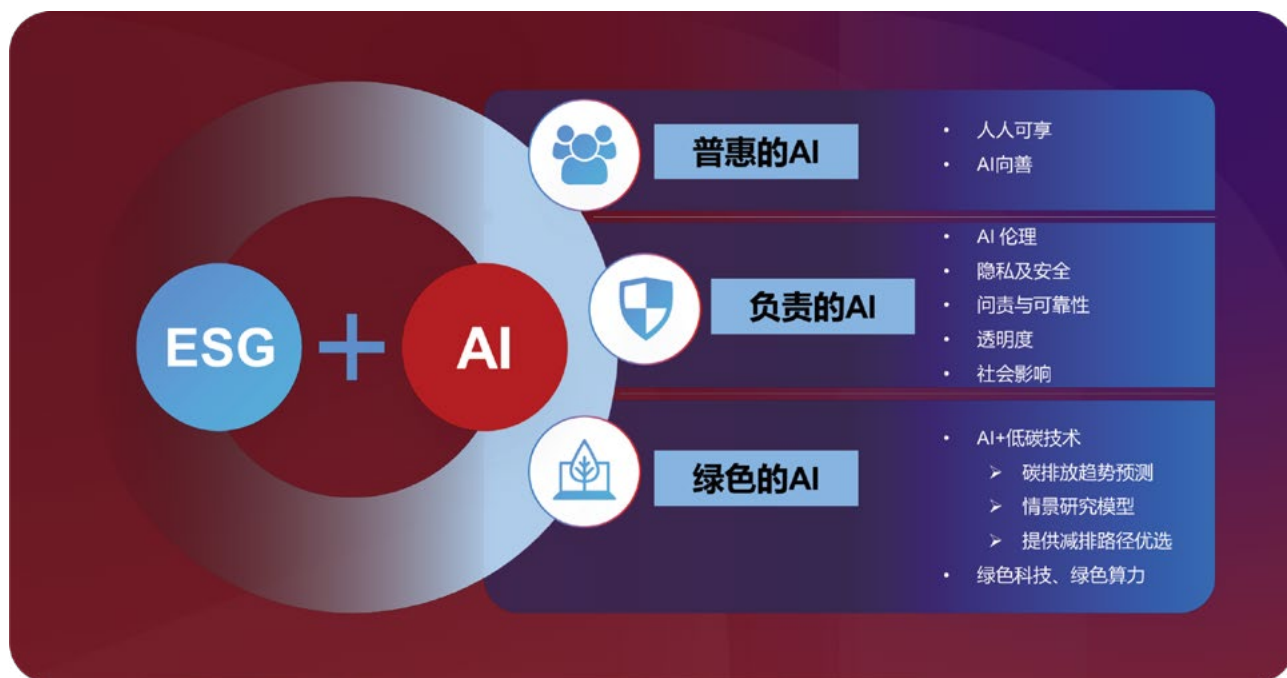 ESG + AI
普惠的AI
• 人人可享
• AI向善
负责的AI
• AI 伦理
• 隐私及安全
• 问责与可靠性
• 透明度
• 社会影响
绿色的AI
• AI+低碳技术
➢ 碳排放趋势预测
➢ 情景研究模型
➢ 提供减排路径优选
• 绿色科技、绿色算力